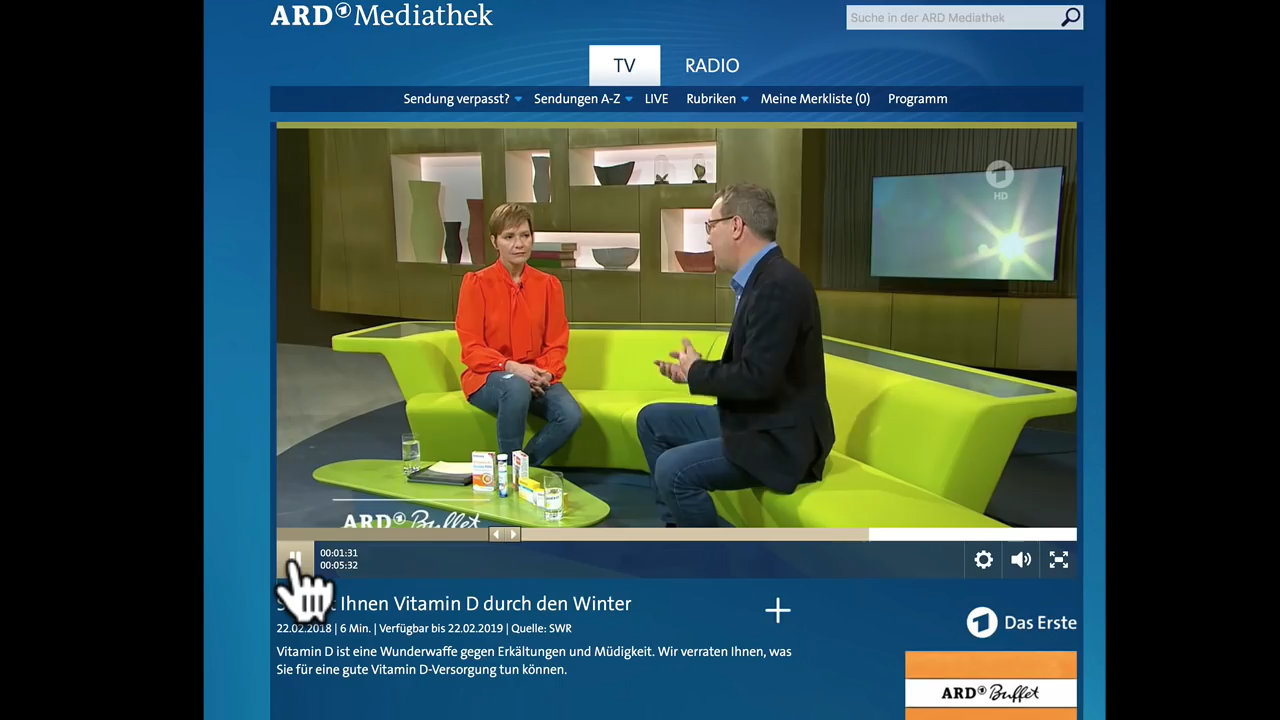 ARD Mediathek
Suche in der ARD Mediathek
TV RADIO
Sendung verpasst? Sendungen A-Z LIVE Rubriken Meine Merkliste (0) Programm
HD
ARD Buffet
00:01:31
00:05:32
Ihnen Vitamin D durch den Winter
22.02.2018 | 6 Min. | Verfügbar bis 22.02.2019 | Quelle: SWR
Das Erste
Vitamin D ist eine Wunderwaffe gegen Erkältungen und Müdigkeit. Wir verraten Ihnen, was
Sie für eine gute Vitamin D-Versorgung tun können.
ARD Buffet